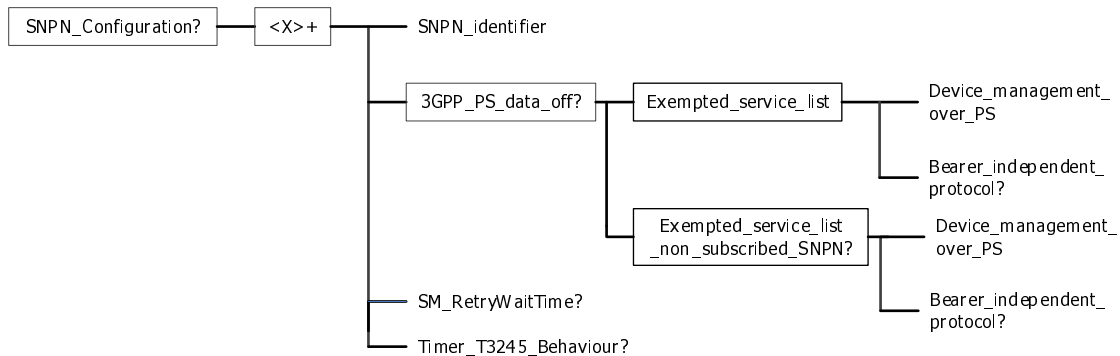 SNPN_Configuration?
<X>+
SNPN_identifier
3GPP_PS_data_off?
Exempted_service_list
Device_management_
over_PS
Bearer_independent_
protocol?
Exempted_service_list
_non_subscribed_SNPN?
Device_management_
over_PS
Bearer_independent_
protocol?
SM_RetryWaitTime?
Timer_T3245_Behaviour?